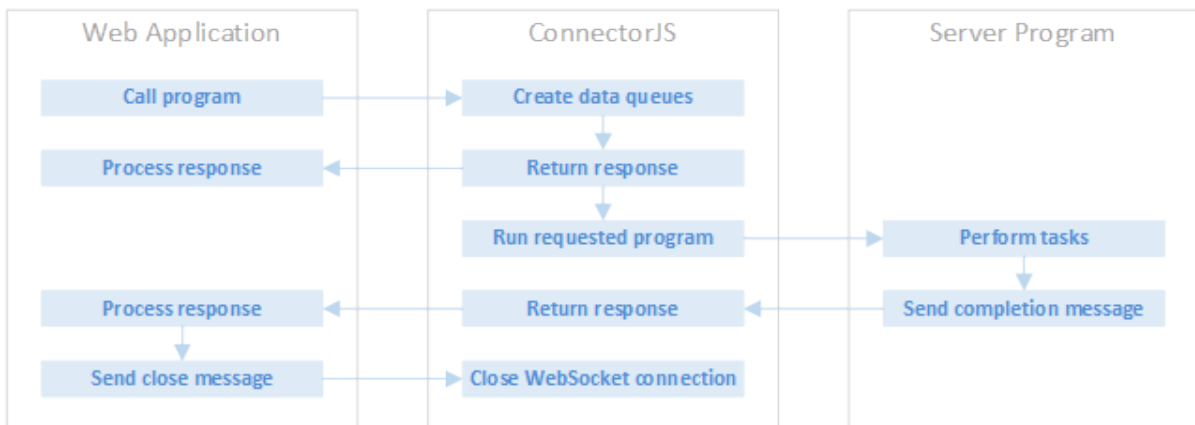 Web Application
ConnectorJS
Server Program
Call program
Create data queues
Process response
Return response
Run requested program
Perform tasks
Process response
Return response
Send completion message
Send close message
Close WebSocket connection